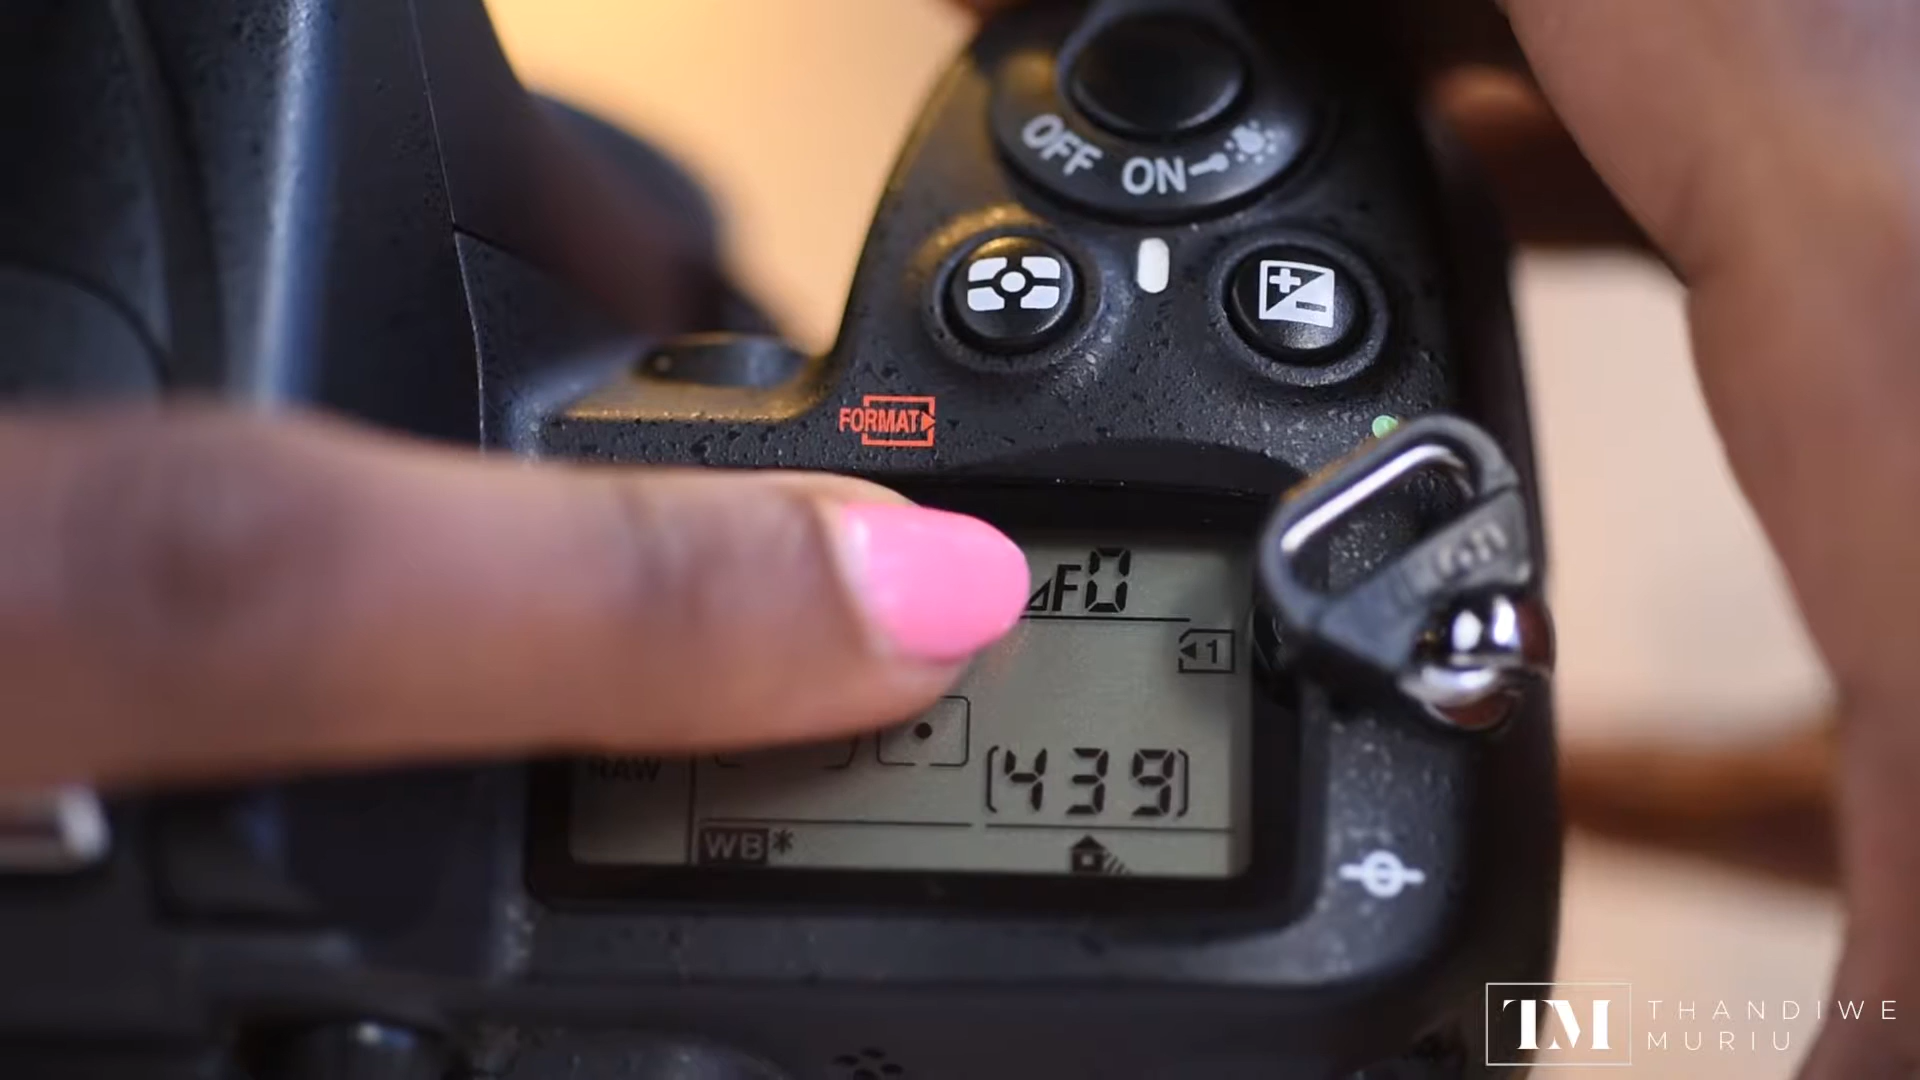 OFF ON
FORMAT
⊿F0
1
[439]
RAW
WB*
TM THANDIWE
MURIU